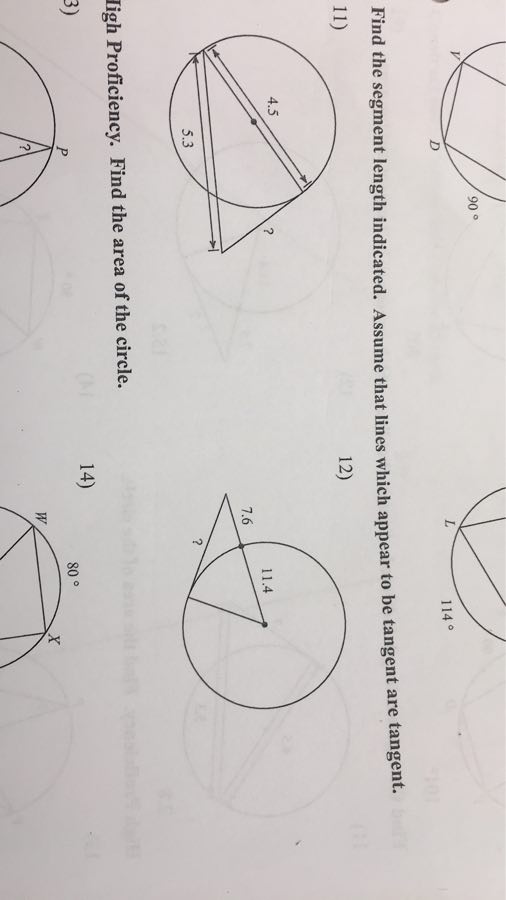 V
D
90°
L
114°
Find the segment length indicated. Assume that lines which appear to be tangent are tangent.
11)
4.5
5.3
?
12)
7.6
11.4
?
High Proficiency. Find the area of the circle.
3)
P
?
14)
W
80°
X